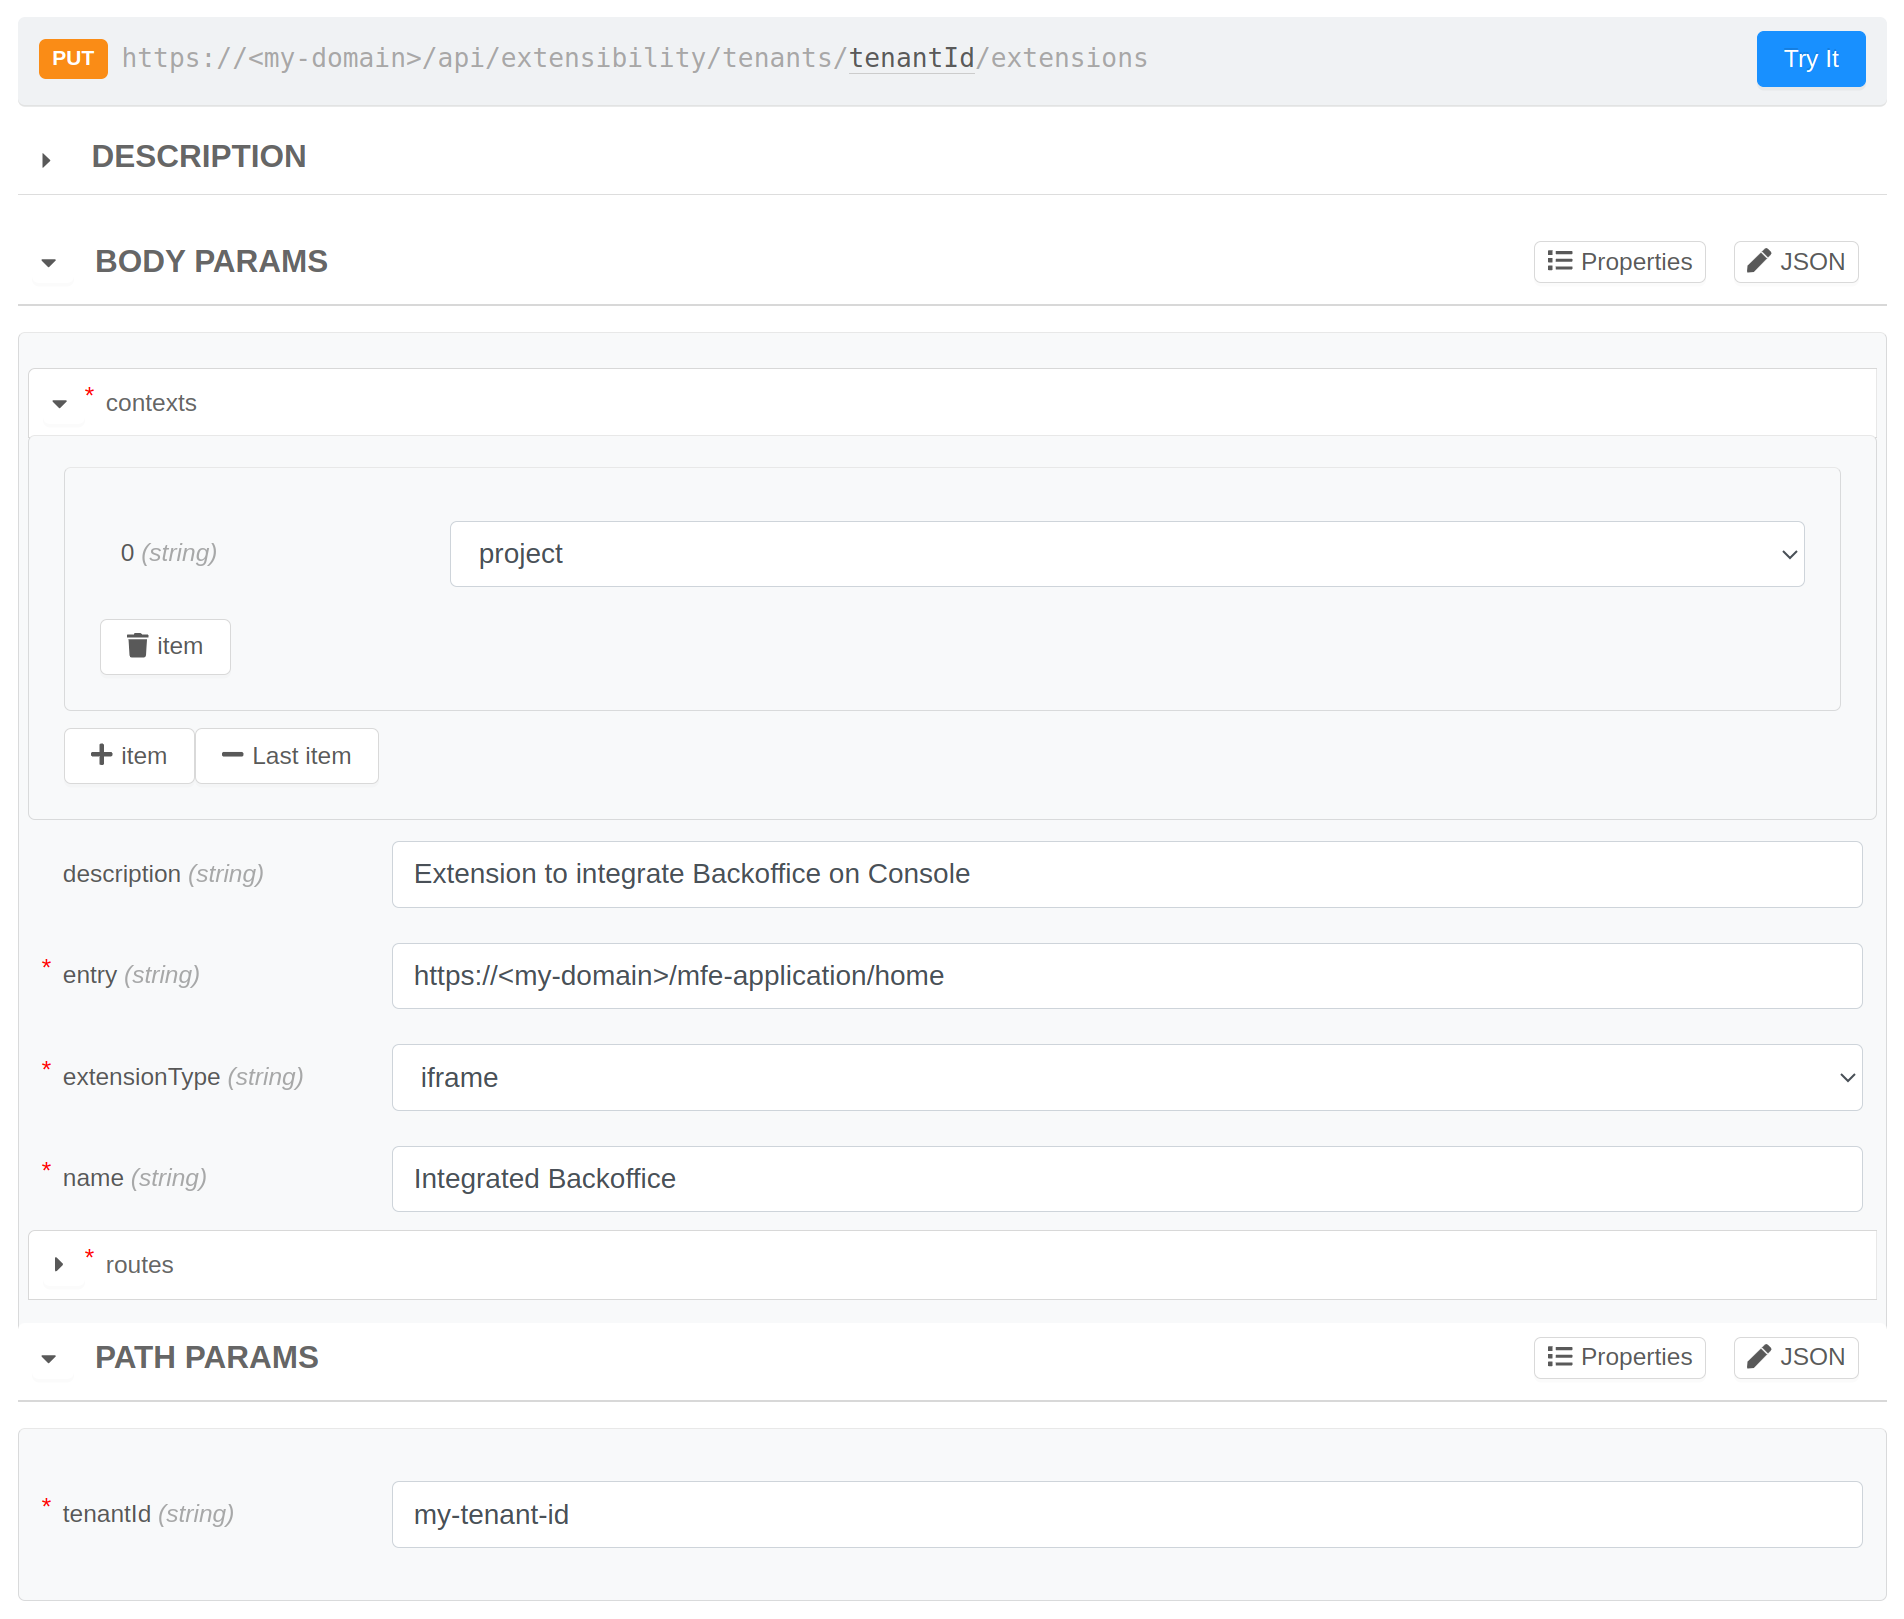 PUT https://<my-domain>/api/extensibility/tenants/tenantId/extensions Try It
DESCRIPTION
BODY PARAMS Properties JSON
* contexts
0 (string) project
item
item Last item
description (string) Extension to integrate Backoffice on Console
* entry (string) https://<my-domain>/mfe-application/home
* extensionType (string) iframe
* name (string) Integrated Backoffice
* routes
PATH PARAMS Properties JSON
* tenantId (string) my-tenant-id